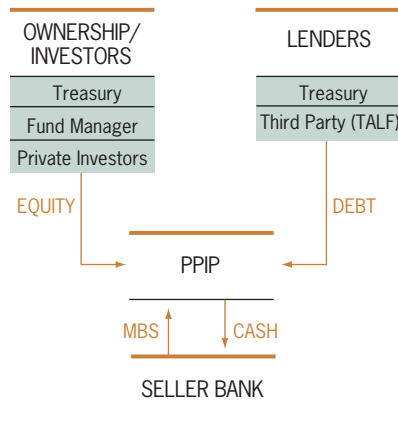 OWNERSHIP/
INVESTORS
Treasury
Fund Manager
Private Investors
LENDERS
Treasury
Third Party (TALF)
EQUITY
DEBT
PPIP
MBS
CASH
SELLER BANK